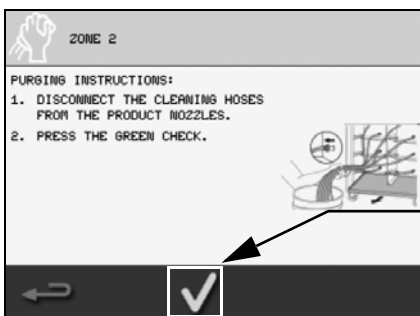 ZONE 2
PURGING INSTRUCTIONS:
1. DISCONNECT THE CLEANING HOSES
FROM THE PRODUCT NOZZLES.
2. PRESS THE GREEN CHECK.